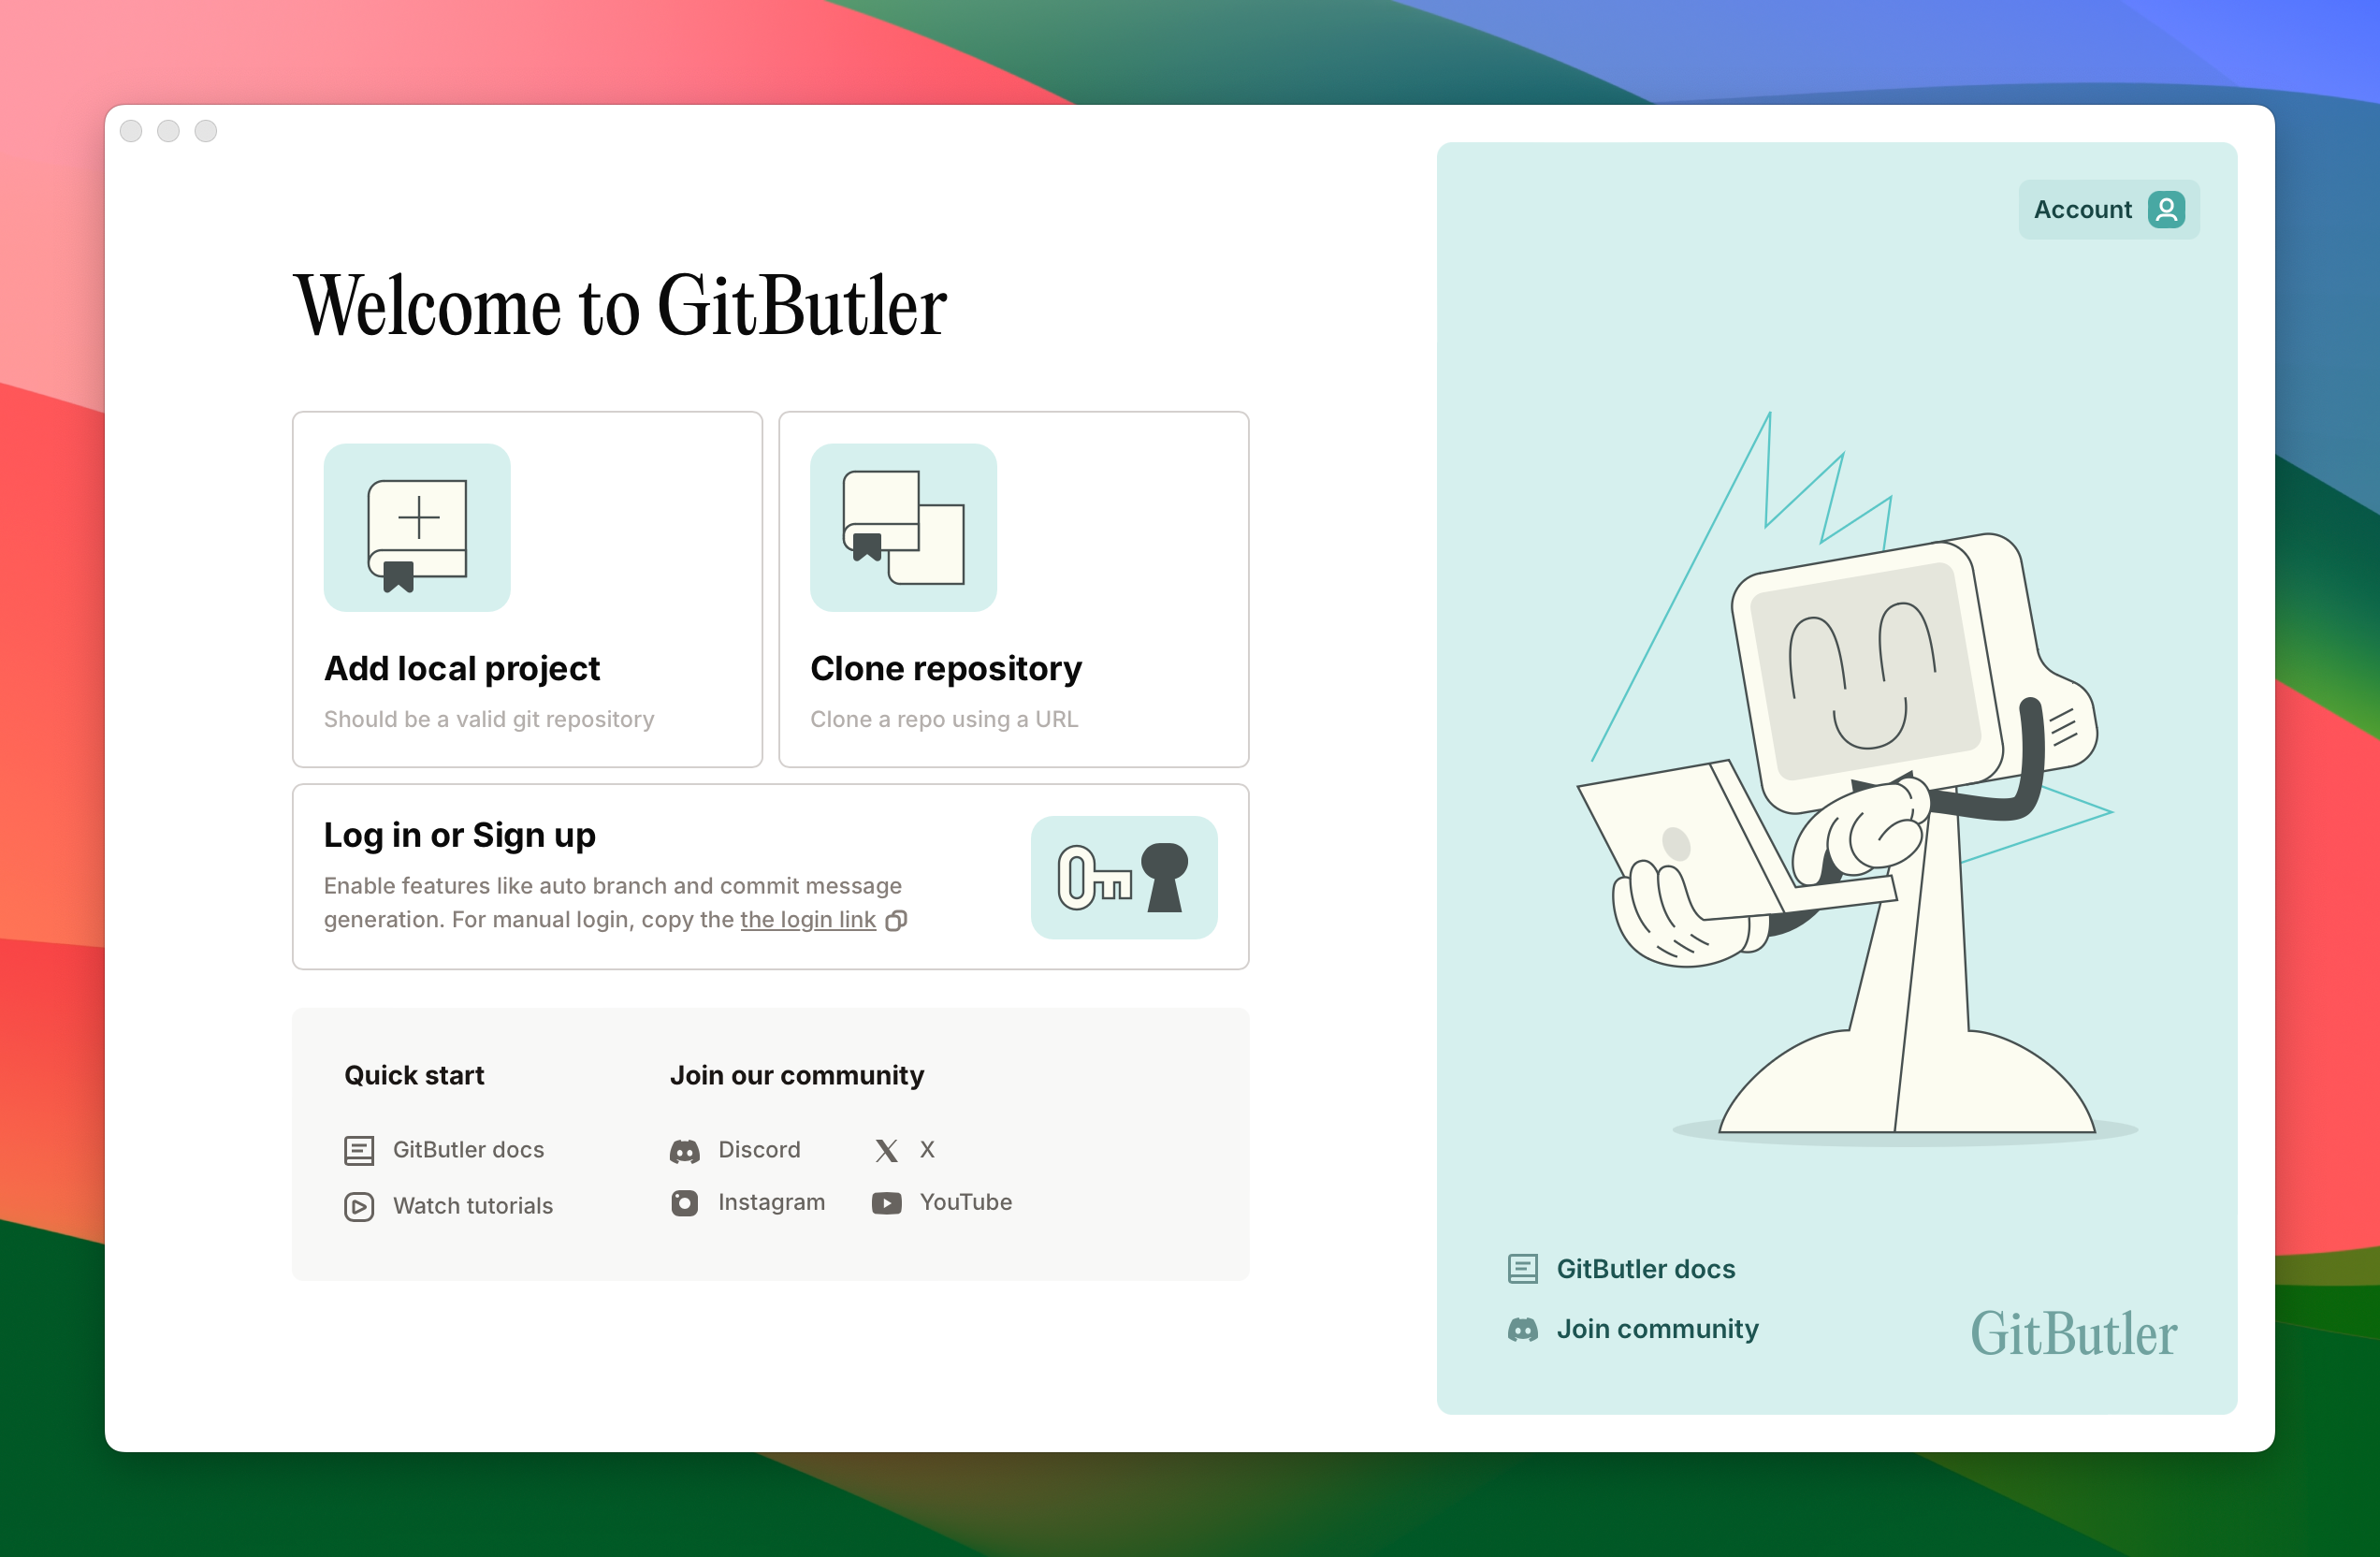 Account
Welcome to GitButler
Add local project
Should be a valid git repository
Clone repository
Clone a repo using a URL
Log in or Sign up
Enable features like auto branch and commit message
generation. For manual login, copy the the login link
Quick start
GitButler docs
Watch tutorials
Join our community
Discord
X
Instagram
YouTube
GitButler docs
Join community
GitButler